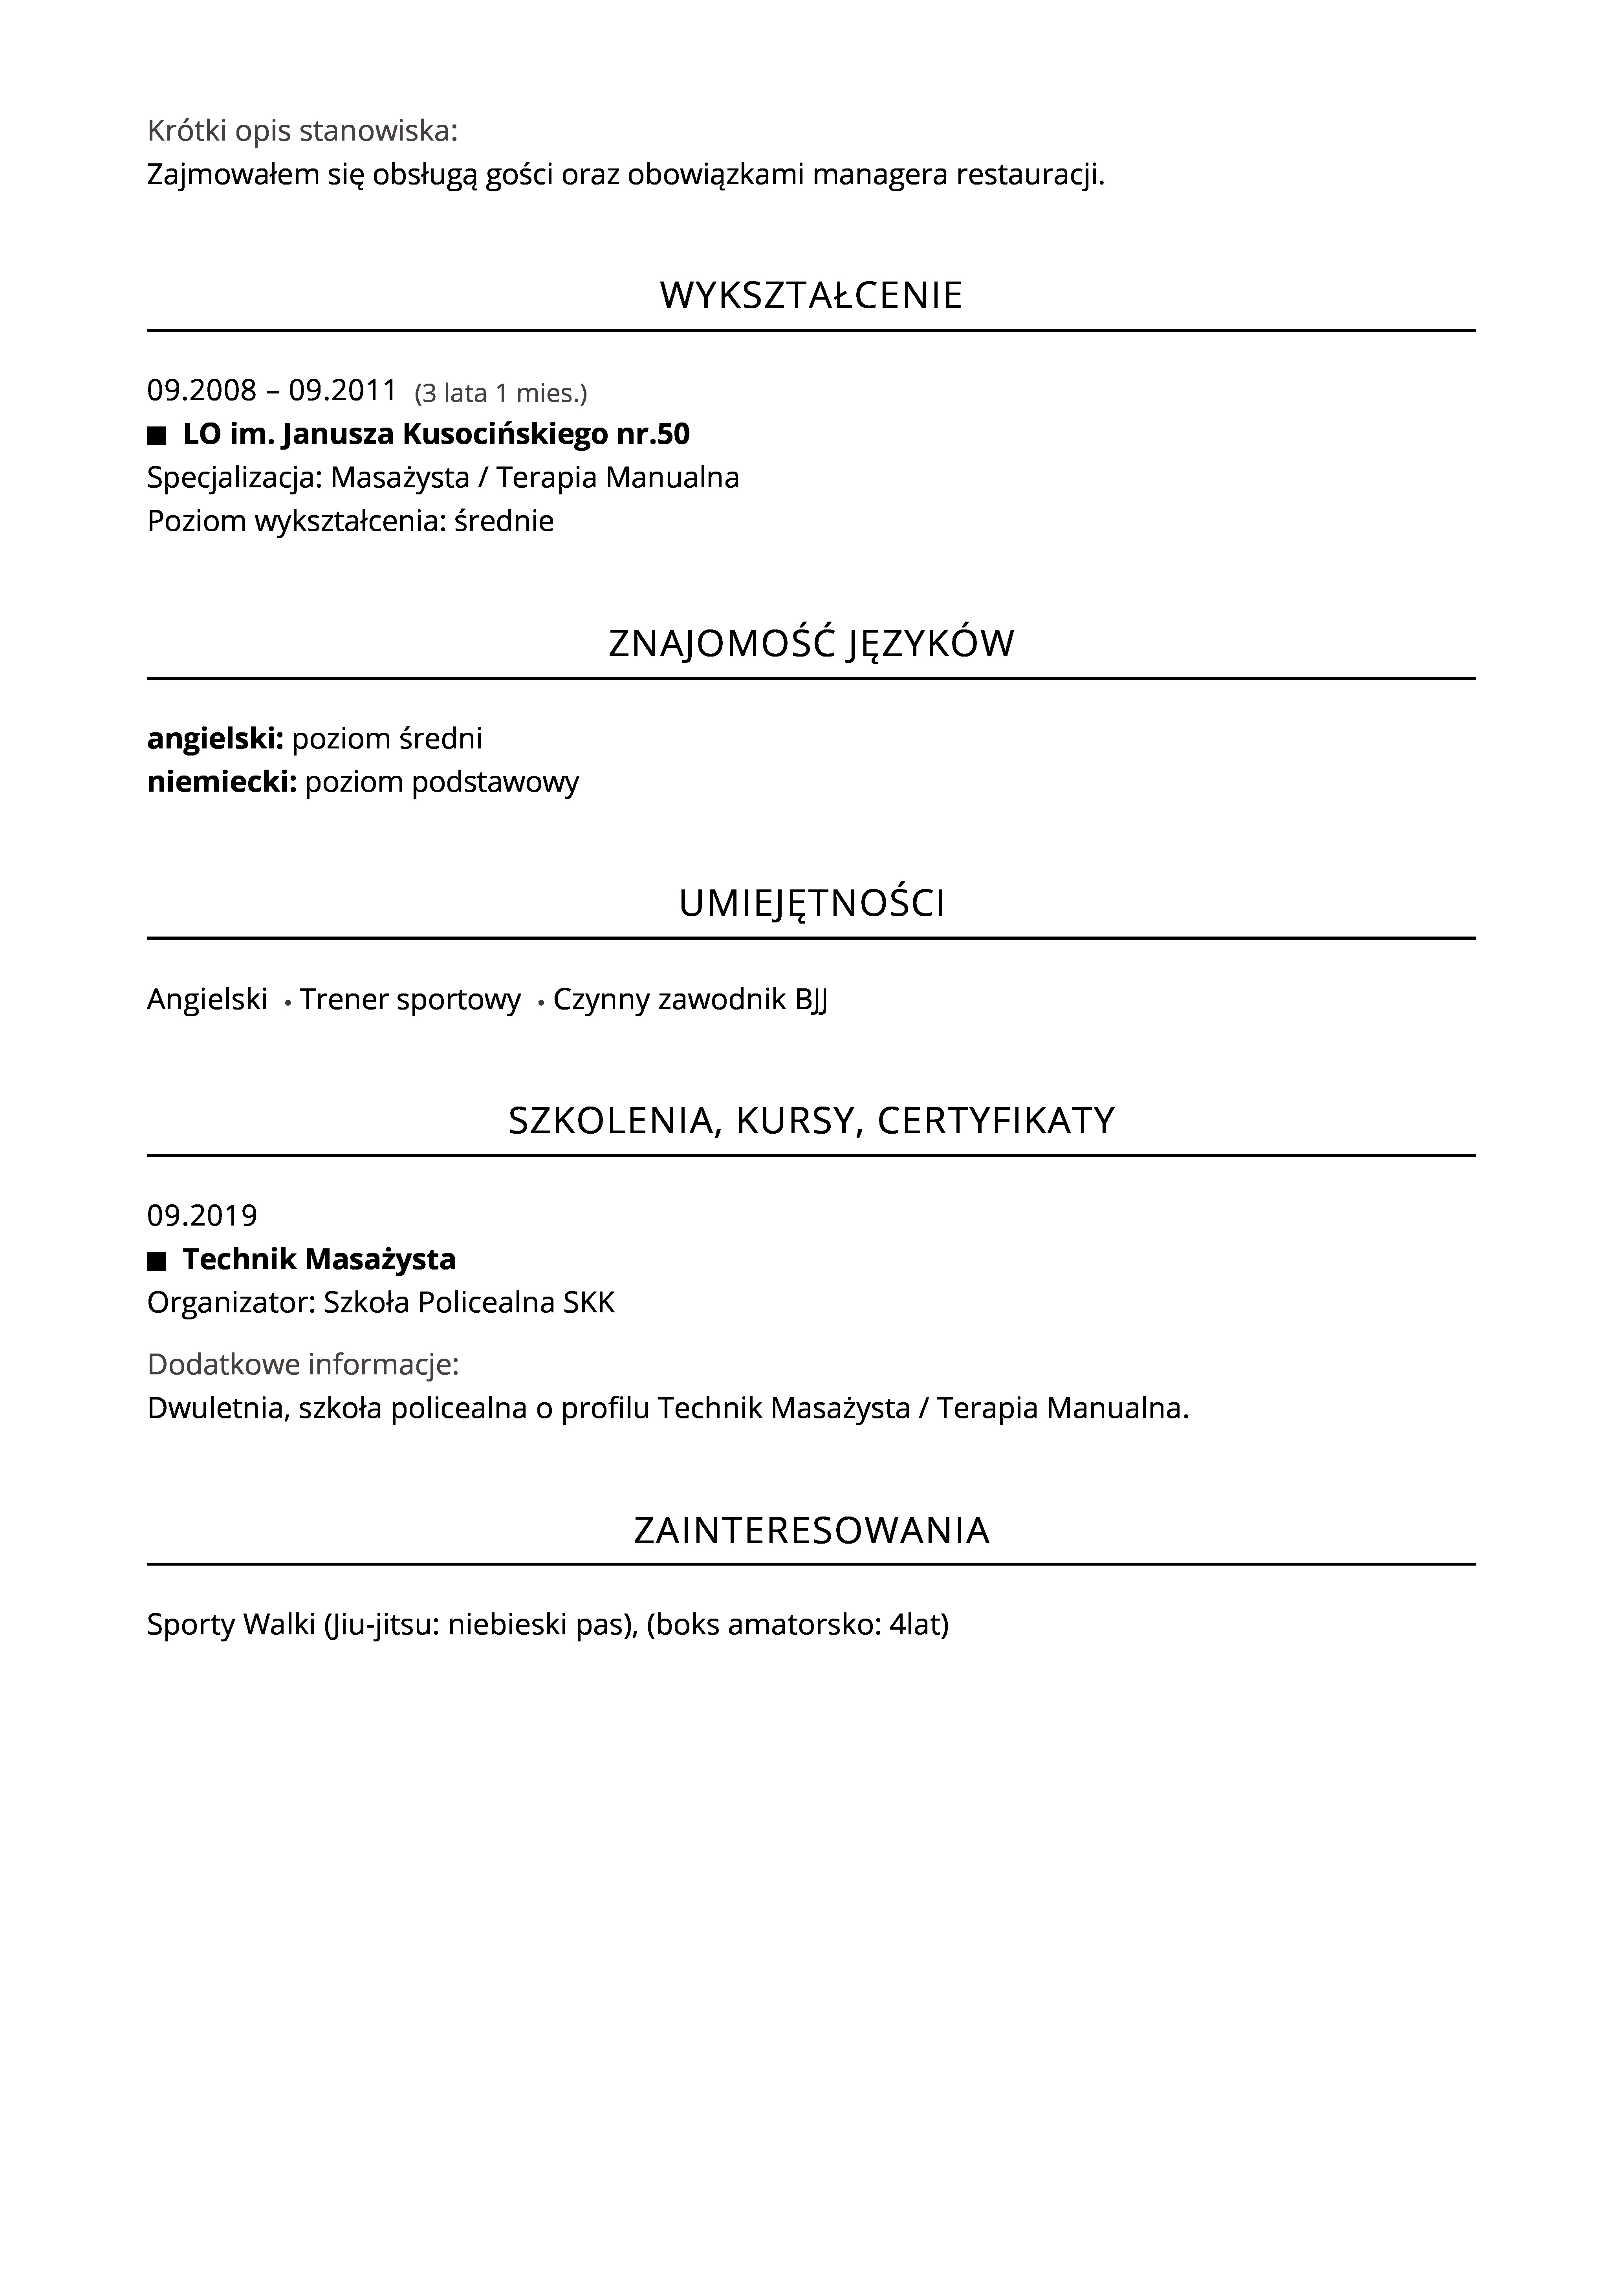 Krótki opis stanowiska:
Zajmowałem się obsługą gości oraz obowiązkami managera restauracji.
WYKSZTAŁCENIE
09.2008 – 09.2011 (3 lata 1 mies.)
■ LO im. Janusza Kusocińskiego nr.50
Specjalizacja: Masażysta / Terapia Manualna
Poziom wykształcenia: średnie
ZNAJOMOŚĆ JĘZYKÓW
angielski: poziom średni
niemiecki: poziom podstawowy
UMIEJĘTNOŚCI
Angielski • Trener sportowy • Czynny zawodnik BJJ
SZKOLENIA, KURSY, CERTYFIKATY
09.2019
■ Technik Masażysta
Organizator: Szkoła Policealna SKK
Dodatkowe informacje:
Dwuletnia, szkoła policealna o profilu Technik Masażysta / Terapia Manualna.
ZAINTERESOWANIA
Sporty Walki (Jiu-jitsu: niebieski pas), (boks amatorsko: 4lat)